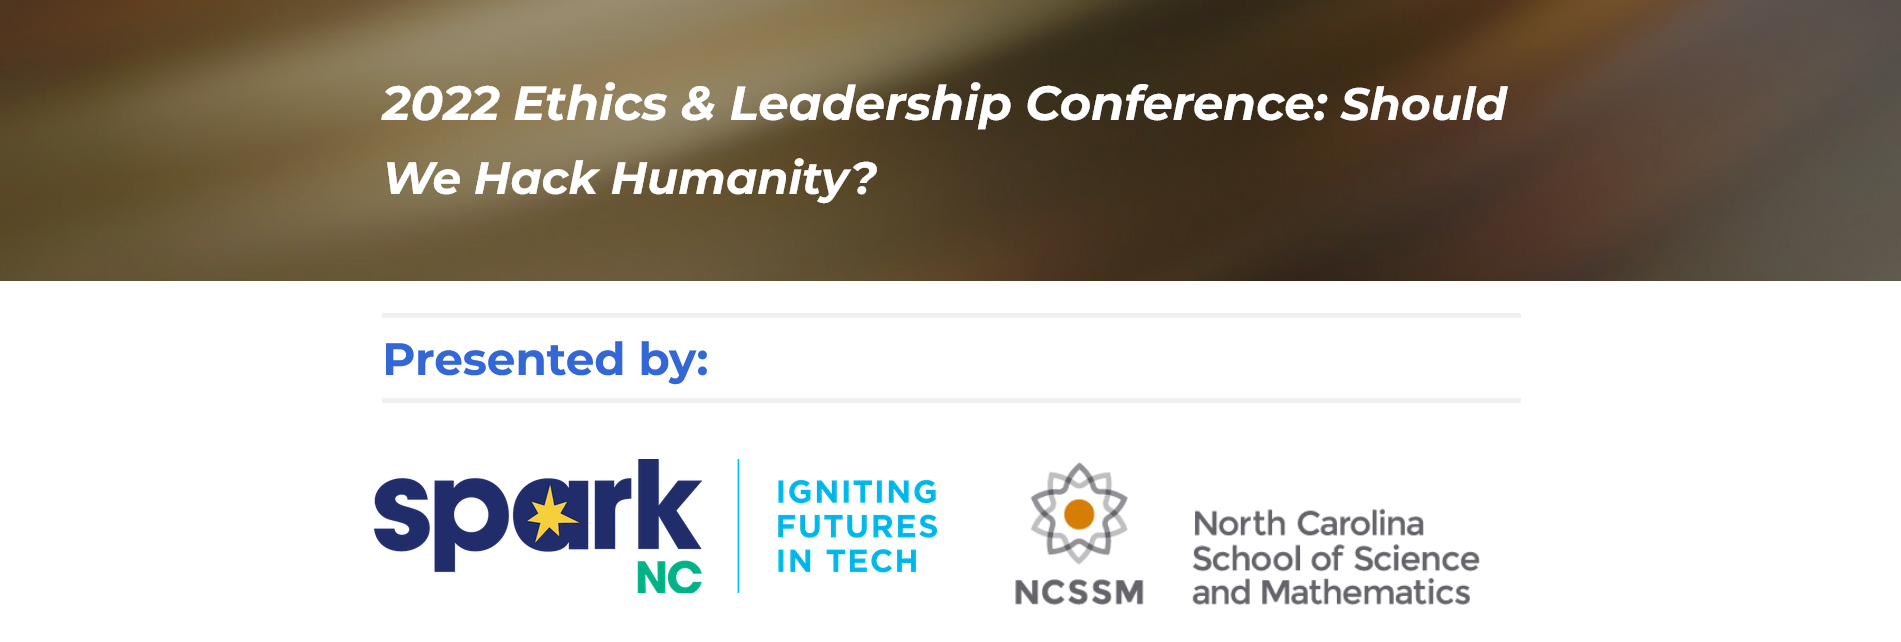 2022 Ethics & Leadership Conference: Should
We Hack Humanity?
Presented by:
spark
NC
IGNITING
FUTURES
IN TECH
NCSSM
North Carolina
School of Science
and Mathematics